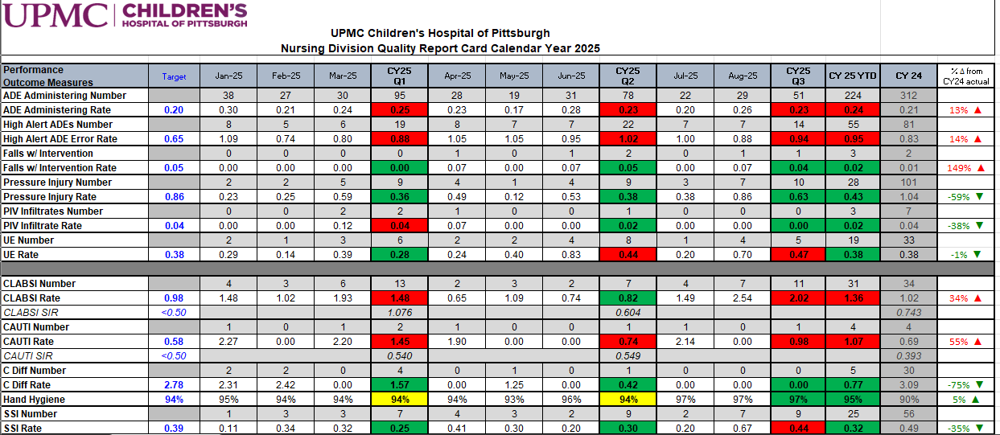 UPMC | CHILDREN'S
HOSPITAL OF PITTSBURGH
UPMC Children's Hospital of Pittsburgh
Nursing Division Quality Report Card Calendar Year 2025
Performance Outcome Measures Target Jan-25 Feb-25 Mar-25 CY25 Q1 Apr-25 May-25 Jun-25 CY25 Q2 Jul-25 Aug-25 CY25 Q3 CY 25 YTD CY 24 % Δ from CY24 actual
ADE Administering Number 38 27 30 95 28 19 31 78 22 29 51 224 312
ADE Administering Rate 0.20 0.30 0.21 0.24 0.25 0.23 0.17 0.28 0.23 0.20 0.26 0.23 0.24 0.21 13% ▲
High Alert ADEs Number 8 5 6 19 8 7 7 22 7 7 14 55 81
High Alert ADE Error Rate 0.65 1.09 0.74 0.80 0.88 1.05 1.05 0.95 1.02 1.00 0.88 0.94 0.95 0.83 14% ▲
Falls w/ Intervention 0 0 0 0 1 0 1 2 0 1 1 3 2
Falls w/ Intervention Rate 0.05 0.00 0.00 0.00 0.00 0.07 0.00 0.07 0.05 0.00 0.07 0.04 0.02 0.01 149% ▲
Pressure Injury Number 2 2 5 9 4 1 4 9 3 7 10 28 101
Pressure Injury Rate 0.86 0.23 0.25 0.59 0.36 0.49 0.12 0.53 0.38 0.38 0.86 0.63 0.43 1.04 -59% ▼
PIV Infiltrates Number 0 0 2 2 1 0 0 1 0 0 0 3 7
PIV Infiltrate Rate 0.04 0.00 0.00 0.12 0.04 0.07 0.00 0.00 0.02 0.00 0.00 0.00 0.02 0.04 -38% ▼
UE Number 2 1 3 6 2 2 4 8 1 4 5 19 33
UE Rate 0.38 0.29 0.14 0.39 0.28 0.24 0.40 0.83 0.44 0.20 0.70 0.47 0.38 0.38 -1% ▼
CLABSI Number 4 3 6 13 2 3 2 7 4 7 11 31 34
CLABSI Rate 0.98 1.48 1.02 1.93 1.48 0.65 1.09 0.74 0.82 1.49 2.54 2.02 1.36 1.02 34% ▲
CLABSI SIR <0.50 1.076 0.604 0.743
CAUTI Number 1 0 1 2 1 0 0 1 1 0 1 4 4
CAUTI Rate 0.58 2.27 0.00 2.20 1.45 1.90 0.00 0.00 0.74 2.14 0.00 0.98 1.07 0.69 55% ▲
CAUTI SIR <0.50 0.540 0.549 0.393
C Diff Number 2 2 0 4 0 1 0 1 0 0 0 5 30
C Diff Rate 2.78 2.31 2.42 0.00 1.57 0.00 1.25 0.00 0.42 0.00 0.00 0.00 0.77 3.09 -75% ▼
Hand Hygiene 94% 95% 94% 94% 94% 94% 93% 96% 94% 97% 97% 97% 95% 90% 5% ▲
SSI Number 1 3 3 7 4 3 2 9 2 7 9 25 56
SSI Rate 0.39 0.11 0.34 0.32 0.25 0.41 0.30 0.20 0.30 0.20 0.67 0.44 0.32 0.49 -35% ▼